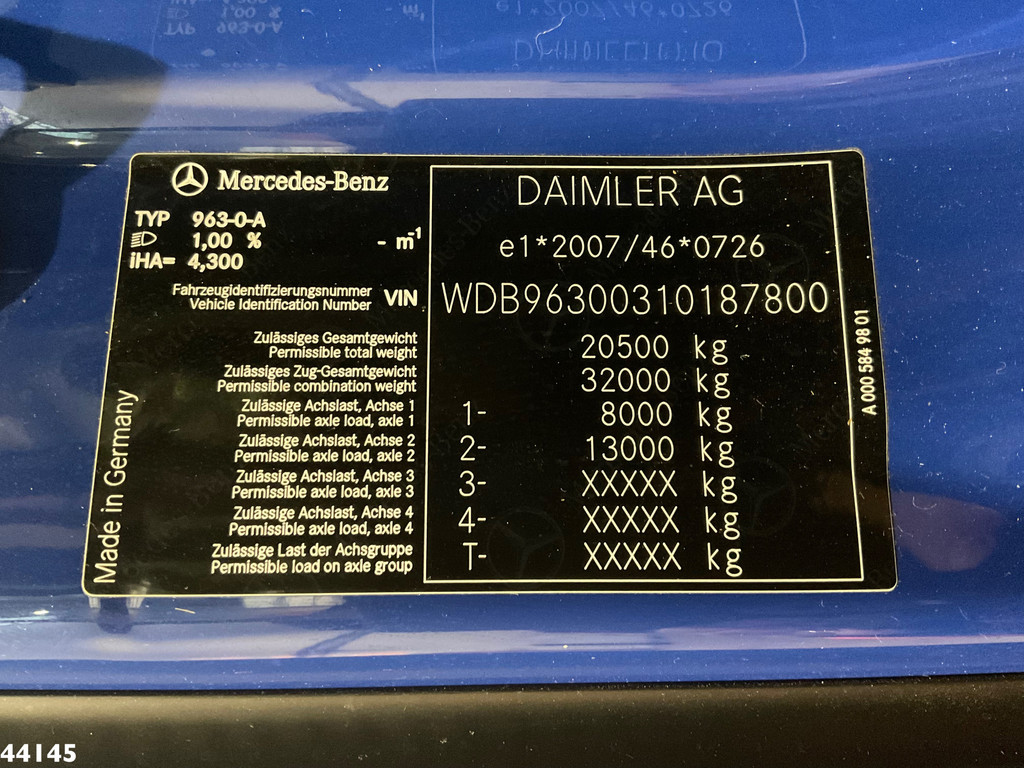 Mercedes-Benz
TYP 963-0-A
1,00 % - m-1
iHA= 4,300
Fahrzeugidentifizierungsnummer
Vehicle Identification Number
VIN
DAIMLER AG
e1*2007/46*0726
WDB96300310187800
Zulässiges Gesamtgewicht
Permissible total weight
20500 kg
Zulässiges Zug-Gesamtgewicht
Permissible combination weight
32000 kg
Zulässige Achslast, Achse 1
Permissible axle load, axle 1
1- 8000 kg
Zulässige Achslast, Achse 2
Permissible axle load, axle 2
2- 13000 kg
Zulässige Achslast, Achse 3
Permissible axle load, axle 3
3- XXXXX kg
Zulässige Achslast, Achse 4
Permissible axle load, axle 4
4- XXXXX kg
Zulässige Last der Achsgruppe
Permissible load on axle group
T- XXXXX kg
Made in Germany
A 000 584 98 01
44145